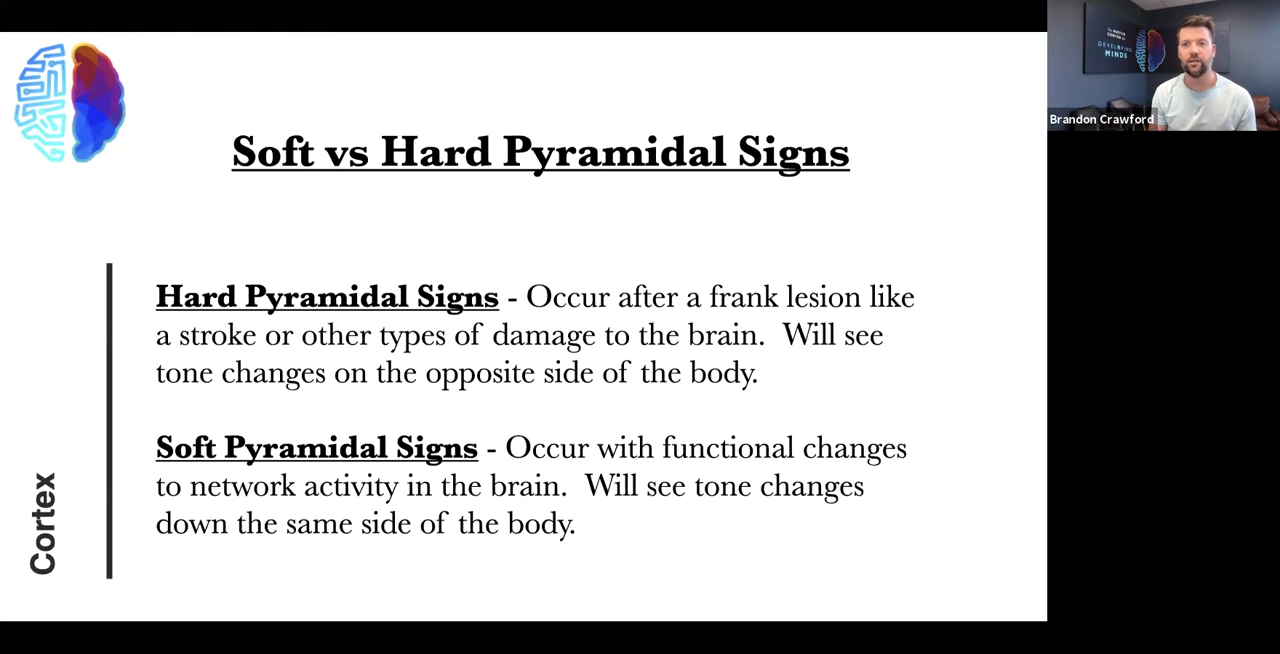 Soft vs Hard Pyramidal Signs
Hard Pyramidal Signs - Occur after a frank lesion like
a stroke or other types of damage to the brain. Will see
tone changes on the opposite side of the body.
Soft Pyramidal Signs - Occur with functional changes
to network activity in the brain. Will see tone changes
down the same side of the body.
Cortex
DEVELOPING
MINDS
Brandon Crawford